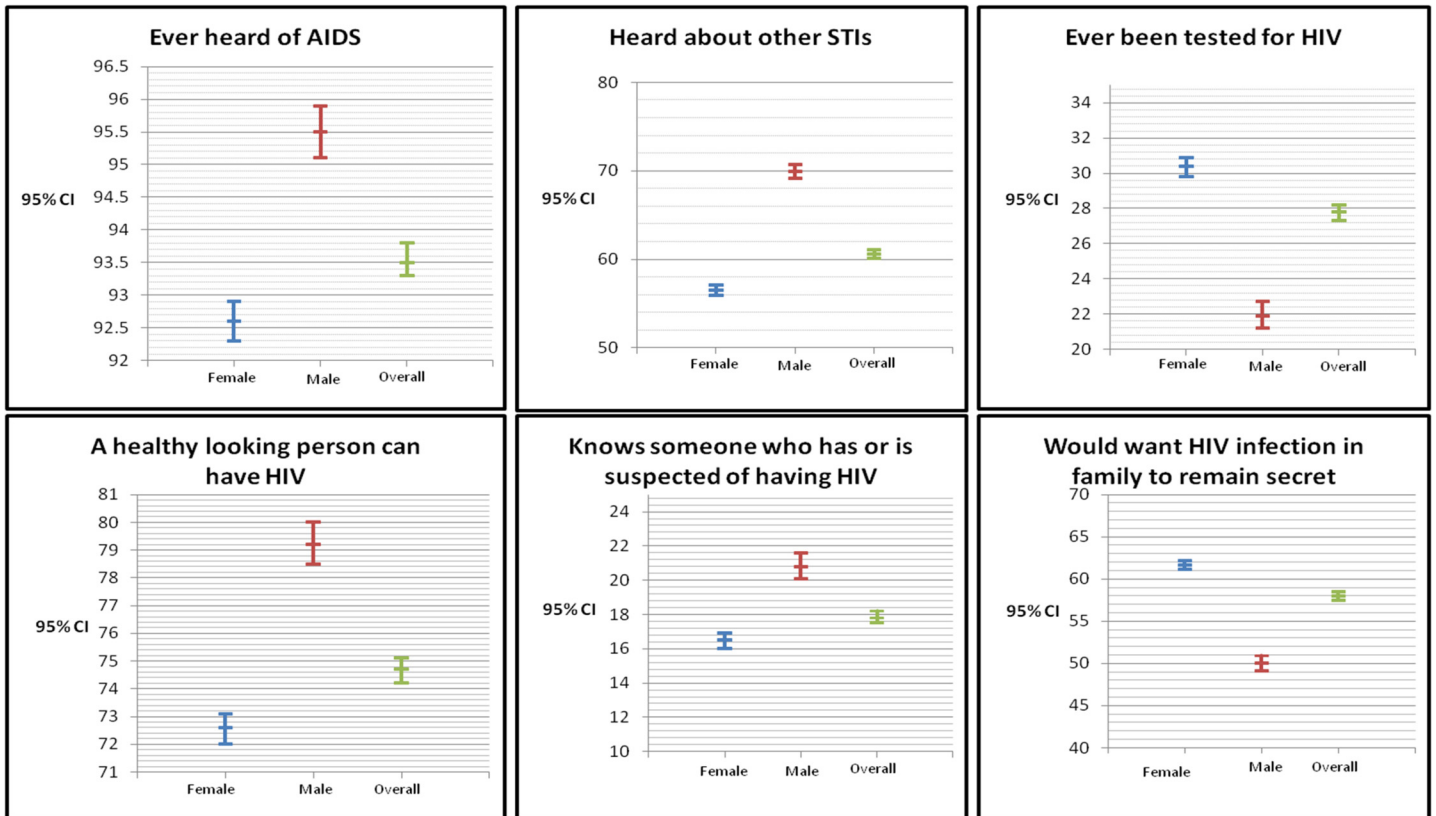 Ever heard of AIDS
96.5
96
95.5
95
94.5
94
93.5
93
92.5
92
95% CI
Female
Male
Overall
Heard about other STIs
80
70
60
50
95% CI
Female
Male
Overall
Ever been tested for HIV
34
32
30
28
26
24
22
20
95% CI
Female
Male
Overall
A healthy looking person can
have HIV
81
80
79
78
77
76
75
74
73
72
71
95% CI
Female
Male
Overall
Knows someone who has or is
suspected of having HIV
24
22
20
18
16
14
12
10
95% CI
Female
Male
Overall
Would want HIV infection in
family to remain secret
70
65
60
55
50
45
40
95% CI
Female
Male
Overall